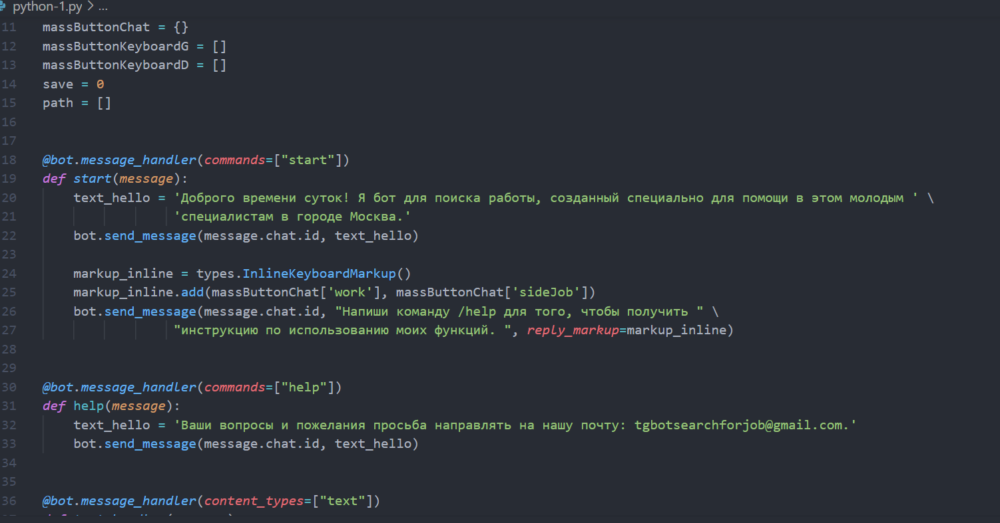 python-1.py > ...
11 massButtonChat = {}
12 massButtonKeyboardG = []
13 massButtonKeyboardD = []
14 save = 0
15 path = []
16
17
18 @bot.message_handler(commands=["start"])
19 def start(message):
20     text_hello = 'Доброго времени суток! Я бот для поиска работы, созданный специально для помощи в этом молодым ' \
21                  'специалистам в городе Москва.'
22     bot.send_message(message.chat.id, text_hello)
23
24     markup_inline = types.InlineKeyboardMarkup()
25     markup_inline.add(massButtonChat['work'], massButtonChat['sideJob'])
26     bot.send_message(message.chat.id, "Напиши команду /help для того, чтобы получить " \
27                  "инструкцию по использованию моих функций. ", reply_markup=markup_inline)
28
29
30 @bot.message_handler(commands=["help"])
31 def help(message):
32     text_hello = 'Ваши вопросы и пожелания просьба направлять на нашу почту: tgbotsearchforjob@gmail.com.'
33     bot.send_message(message.chat.id, text_hello)
34
35
36 @bot.message_handler(content_types=["text"])